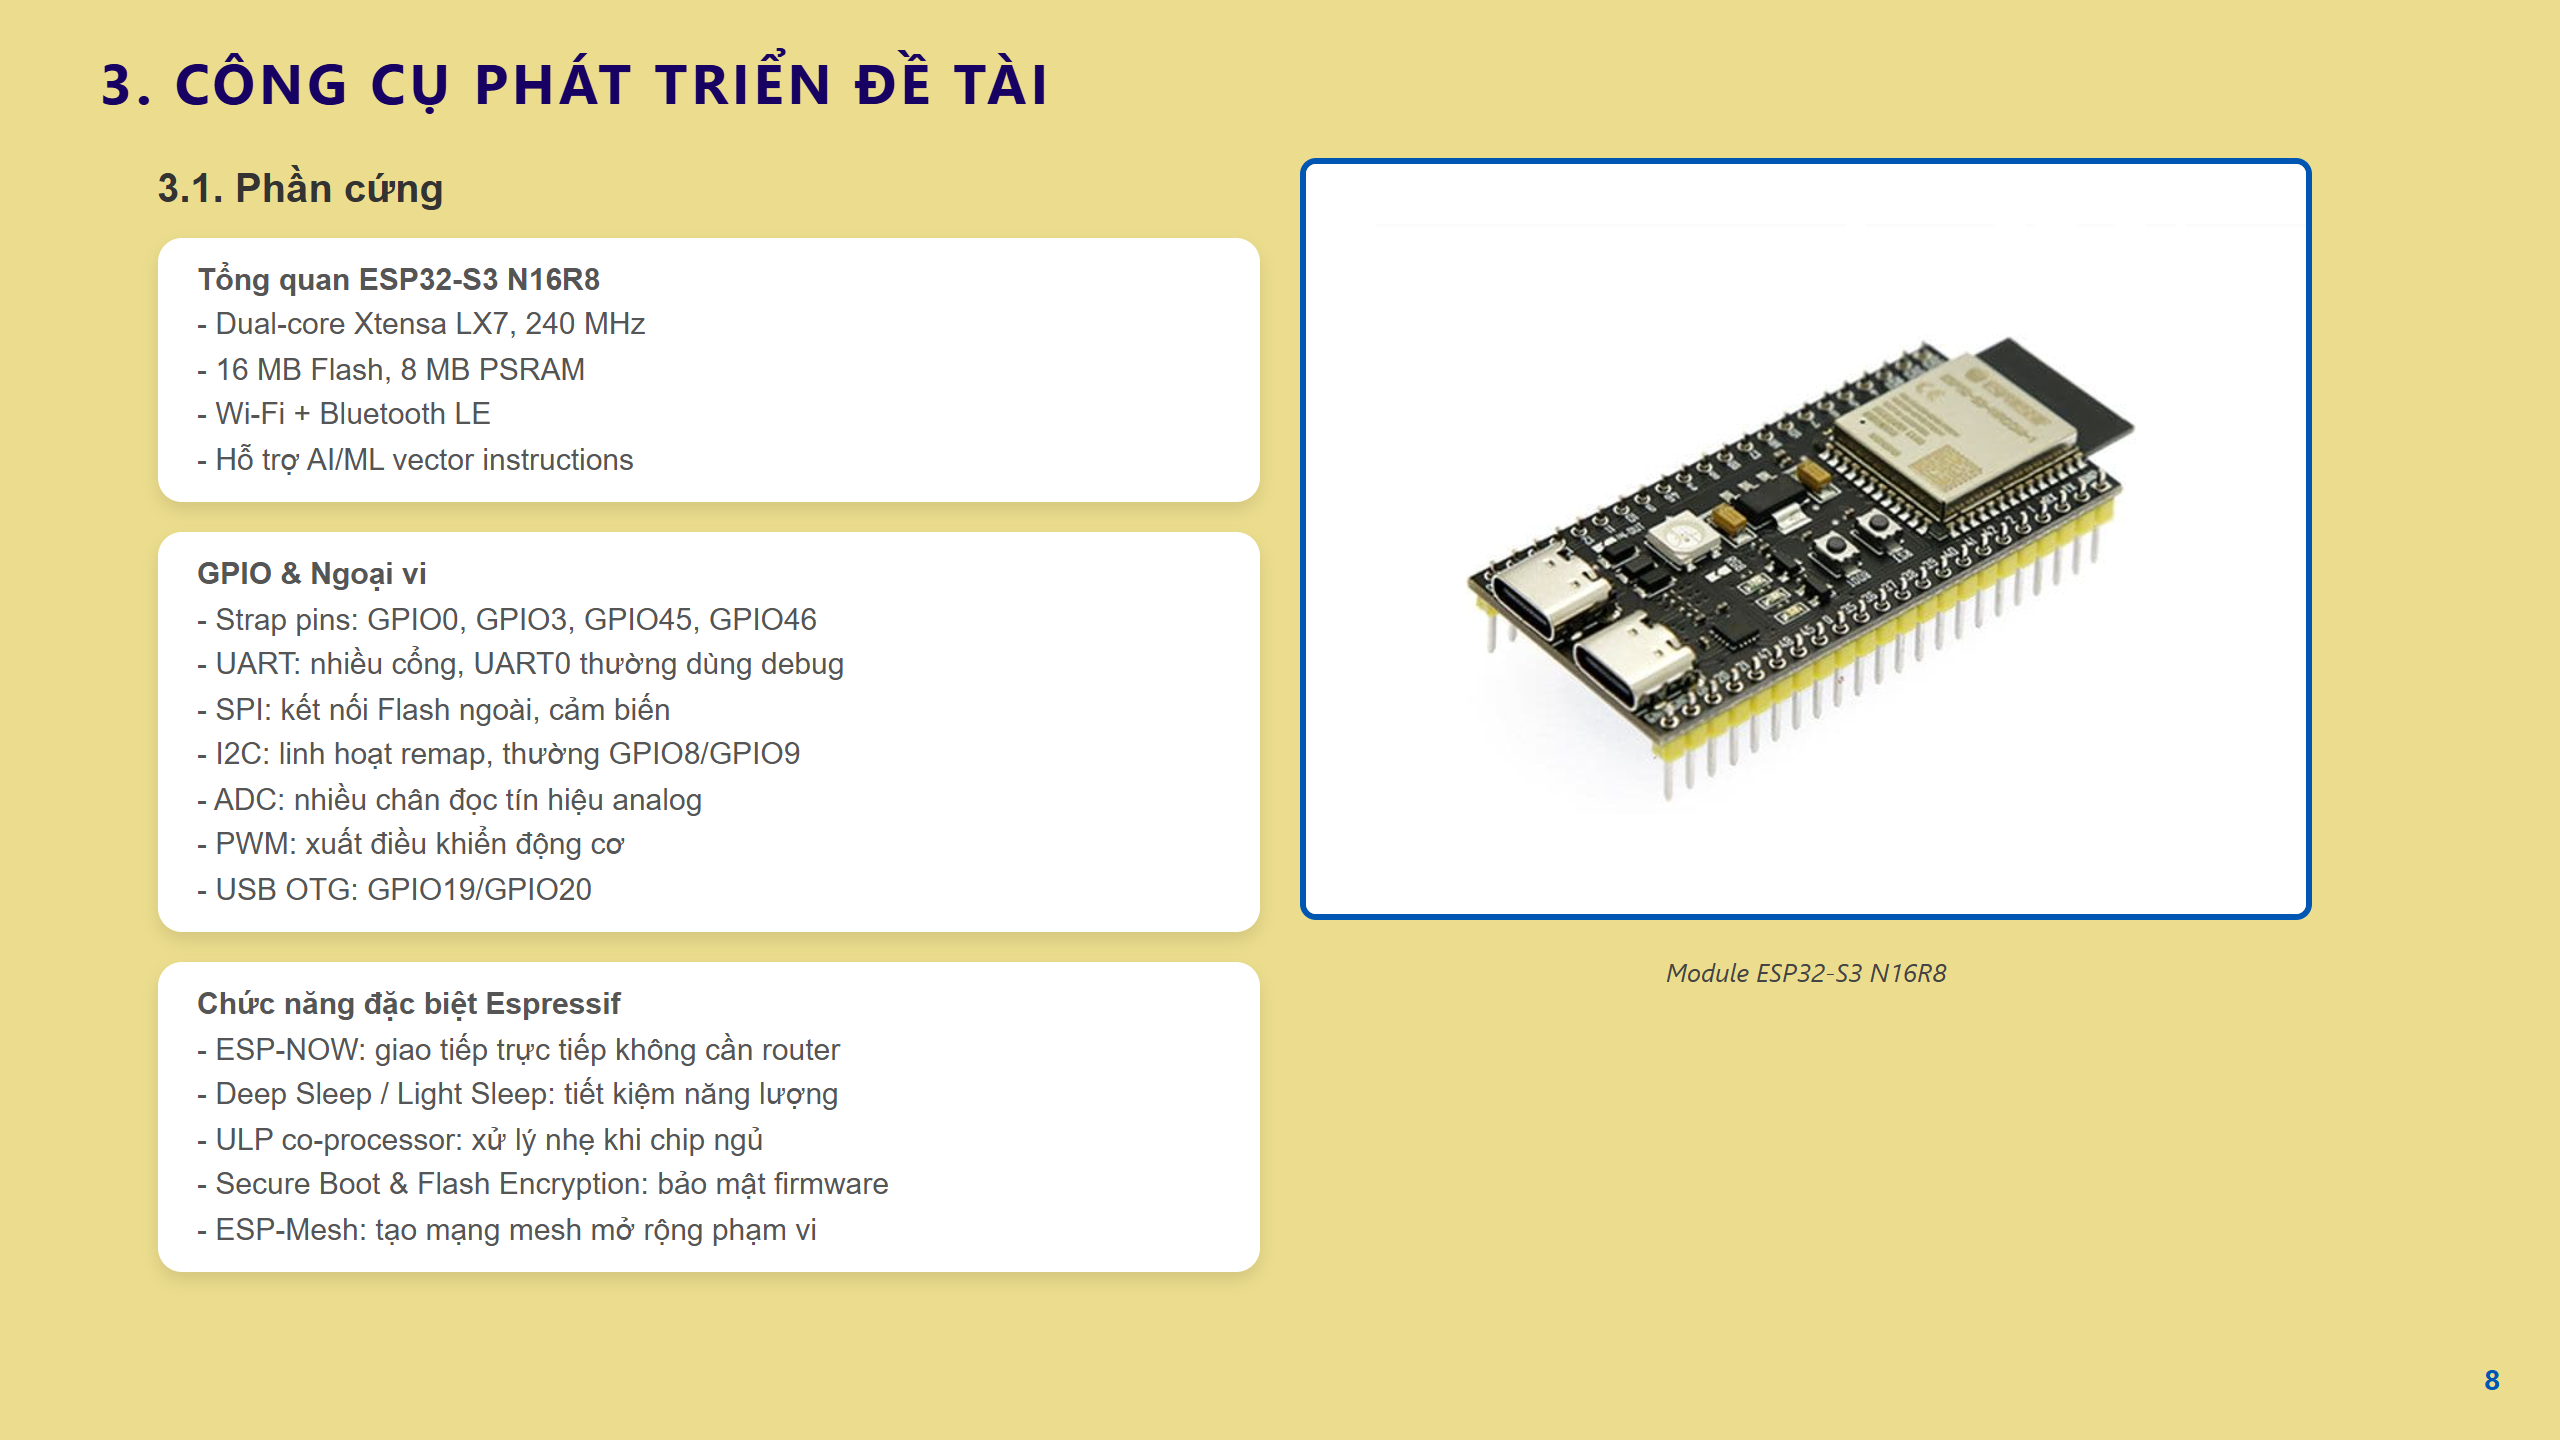 3. CÔNG CỤ PHÁT TRIỂN ĐỀ TÀI
3.1. Phần cứng
Tổng quan ESP32-S3 N16R8
- Dual-core Xtensa LX7, 240 MHz
- 16 MB Flash, 8 MB PSRAM
- Wi-Fi + Bluetooth LE
- Hỗ trợ AI/ML vector instructions
GPIO & Ngoại vi
- Strap pins: GPIO0, GPIO3, GPIO45, GPIO46
- UART: nhiều cổng, UART0 thường dùng debug
- SPI: kết nối Flash ngoài, cảm biến
- I2C: linh hoạt remap, thường GPIO8/GPIO9
- ADC: nhiều chân đọc tín hiệu analog
- PWM: xuất điều khiển động cơ
- USB OTG: GPIO19/GPIO20
Chức năng đặc biệt Espressif
- ESP-NOW: giao tiếp trực tiếp không cần router
- Deep Sleep / Light Sleep: tiết kiệm năng lượng
- ULP co-processor: xử lý nhẹ khi chip ngủ
- Secure Boot & Flash Encryption: bảo mật firmware
- ESP-Mesh: tạo mạng mesh mở rộng phạm vi
Module ESP32-S3 N16R8
8